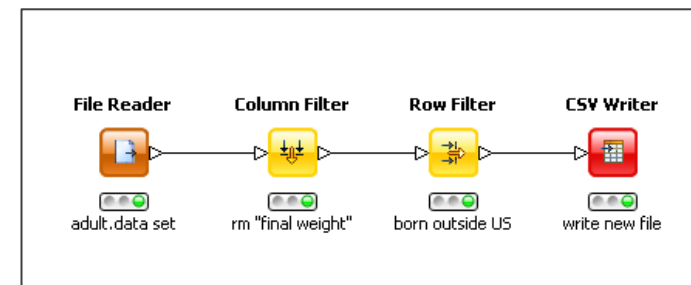 File Reader
Column Filter
Row Filter
CSV Writer
adult.data set
rm "final weight"
born outside US
write new file